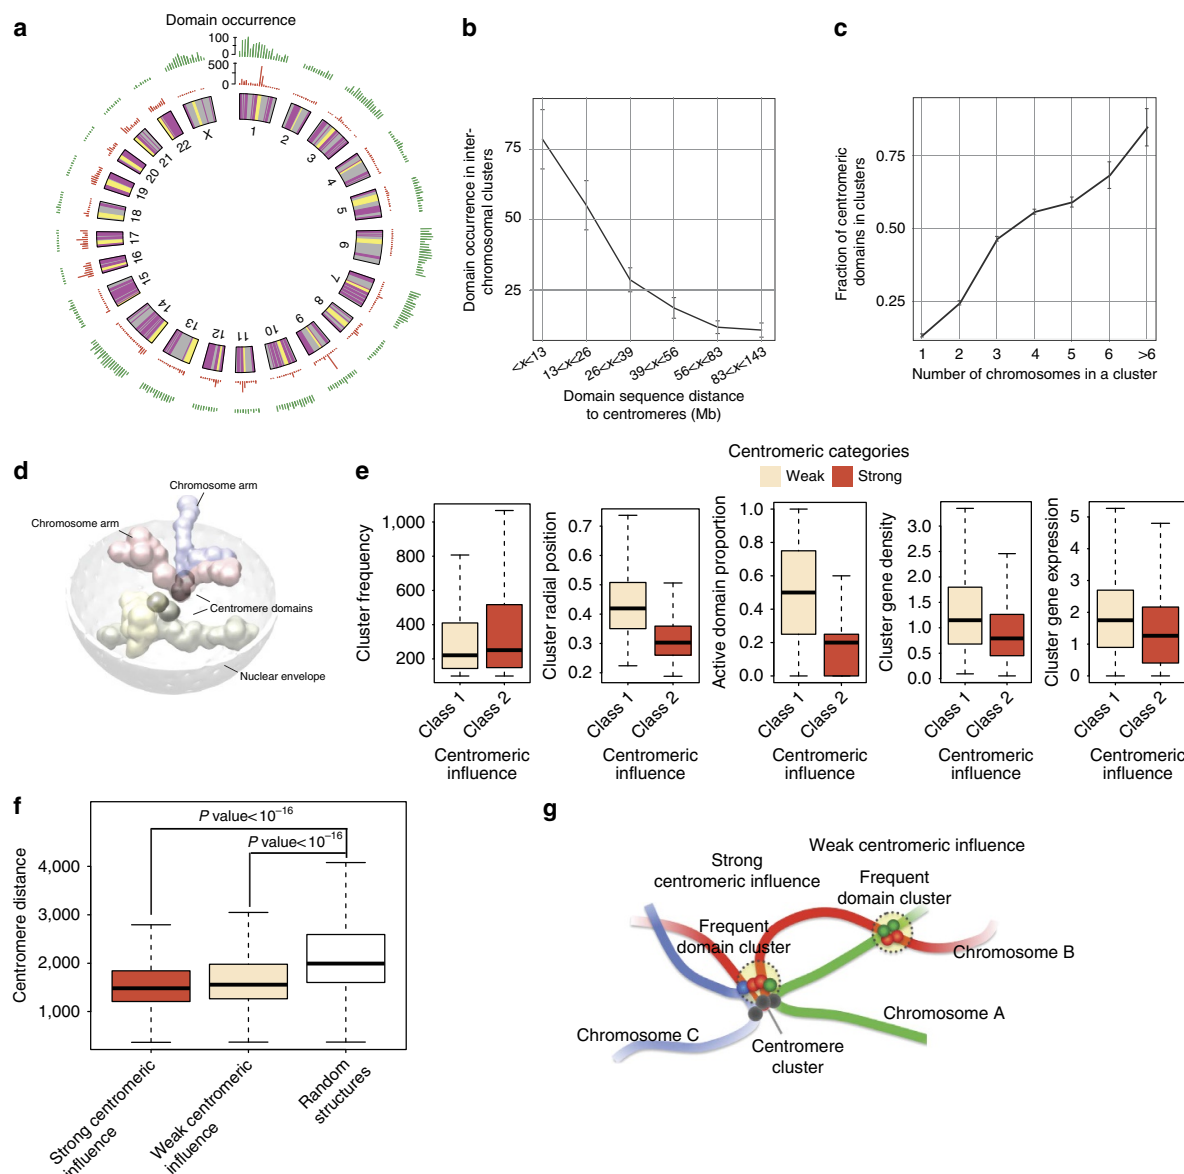 a
Domain occurrence
100
0
500
0
1
2
3
4
5
6
7
8
9
10
11
12
13
14
15
16
17
18
19
20
21
22
X
b
Domain occurrence in inter-
chromosomal clusters
75
50
25
<x<13
13<x<26
26<x<39
39<x<56
56<x<83
83<x<143
Domain sequence distance
to centromeres (Mb)
c
Fraction of centromeric
domains in clusters
0.75
0.50
0.25
1
2
3
4
5
6
>6
Number of chromosomes in a cluster
d
Chromosome arm
Chromosome arm
Centromere domains
Nuclear envelope
e
Centromeric categories
Weak
Strong
Cluster frequency
1,000
800
600
400
200
Class 1
Class 2
Centromeric
influence
Cluster radial position
0.7
0.6
0.5
0.4
0.3
0.2
Class 1
Class 2
Centromeric
influence
Active domain proportion
1.0
0.8
0.6
0.4
0.2
0.0
Class 1
Class 2
Centromeric
influence
Cluster gene density
3.0
2.5
2.0
1.5
1.0
0.5
0.0
Class 1
Class 2
Centromeric
influence
Cluster gene expression
5
4
3
2
1
0
Class 1
Class 2
Centromeric
influence
f
Centromere distance
4,000
3,000
2,000
1,000
P value<10⁻¹⁶
P value<10⁻¹⁶
Strong centromeric
influence
Weak centromeric
influence
Random
structures
g
Weak centromeric influence
Strong
centromeric influence
Frequent
domain cluster
Frequent
domain cluster
Chromosome B
Chromosome A
Chromosome C
Centromere
cluster